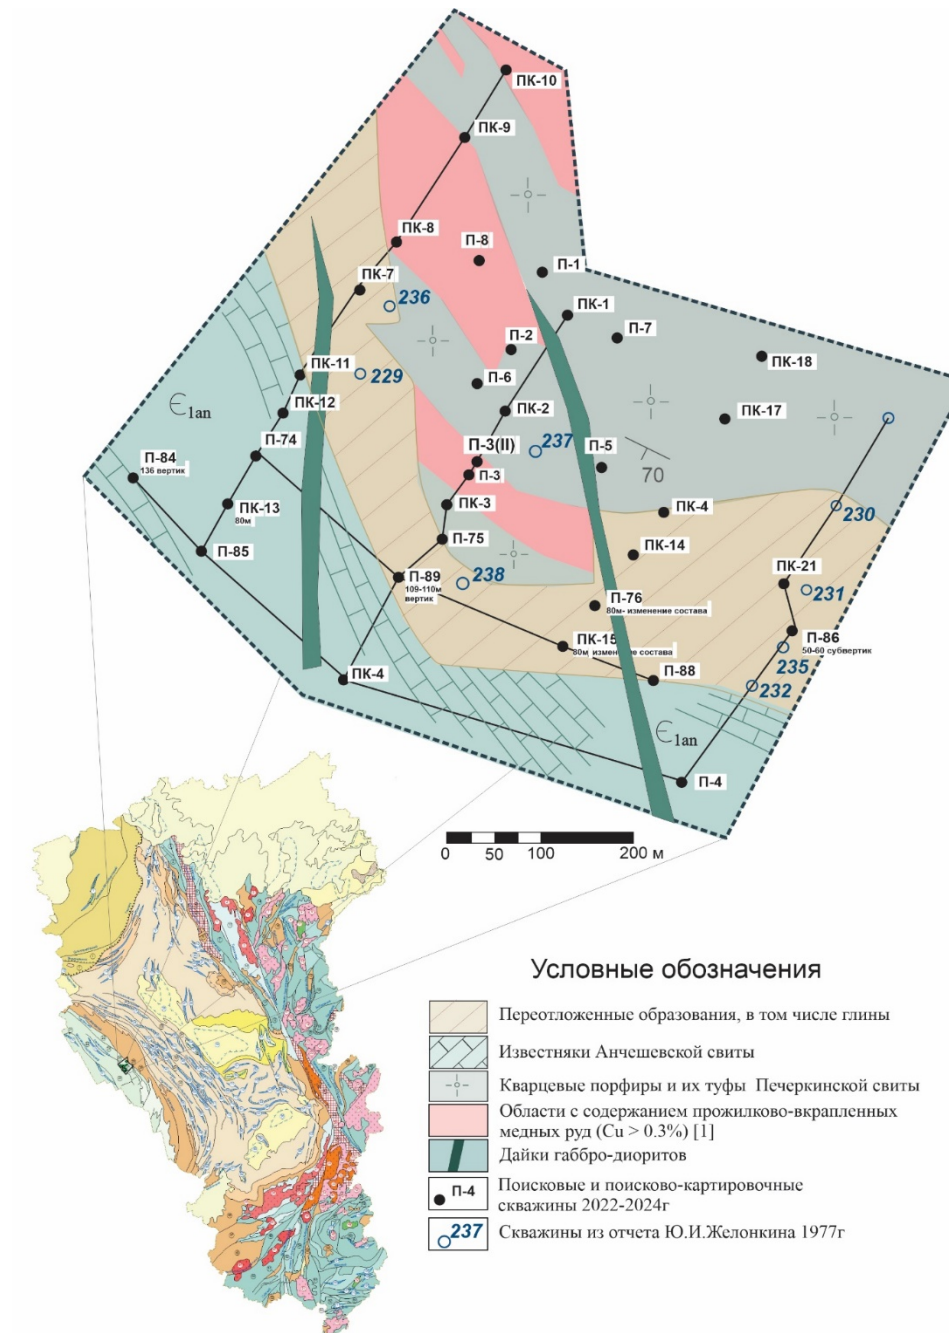 ПК-10
ПК-9
ПК-8
П-8
П-1
ПК-7
236
ПК-1
П-7
П-2
ПК-18
ПК-11
229
П-6
ПК-12
ПК-2
ПК-17
Є1an
П-3(II)
237
П-5
П-74
П-84
136 вертик
П-3
70
ПК-13
80м
ПК-3
ПК-4
230
П-85
П-75
ПК-14
П-89
109-110м
вертик
238
ПК-21
231
П-76
80м- изменение состава
П-86
50-60 субвертик
ПК-15
80м изменение состава
235
ПК-4
П-88
232
Є1an
П-4
0 50 100 200 м
Условные обозначения
Переотложенные образования, в том числе глины
Известняки Анчешевской свиты
Кварцевые порфиры и их туфы Печеркинской свиты
Области с содержанием прожилково-вкрапленных
медных руд (Cu > 0.3%) [1]
Дайки габбро-диоритов
П-4
Поисковые и поисково-картировочные
скважины 2022-2024г
237
Скважины из отчета Ю.И.Желонкина 1977г